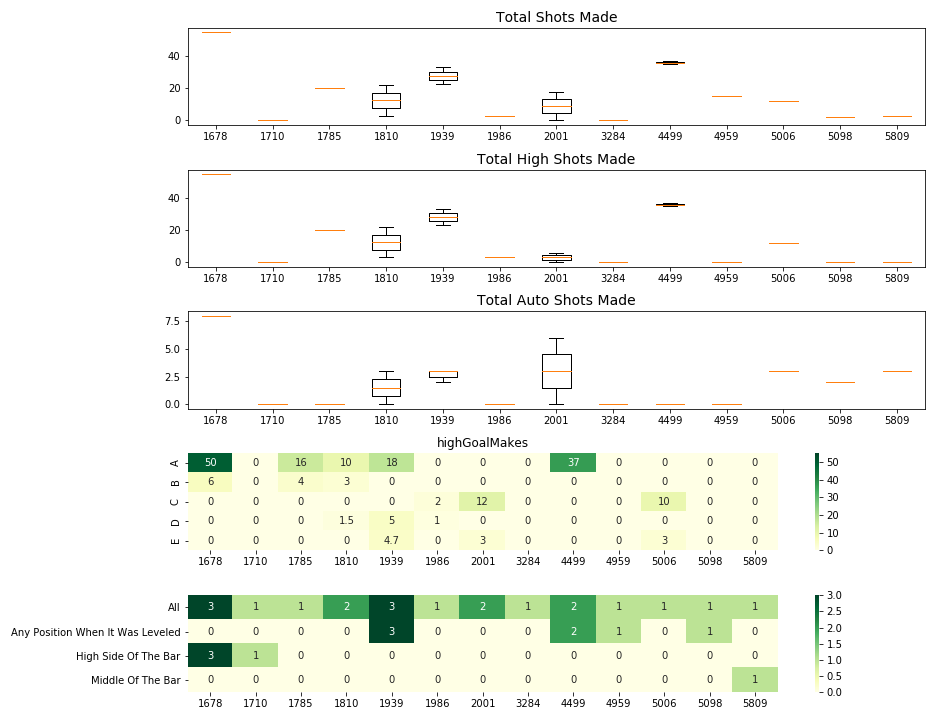 Total Shots Made
40
20
0
1678 1710 1785 1810 1939 1986 2001 3284 4499 4959 5006 5098 5809
Total High Shots Made
40
20
0
1678 1710 1785 1810 1939 1986 2001 3284 4499 4959 5006 5098 5809
Total Auto Shots Made
7.5
5.0
2.5
0.0
1678 1710 1785 1810 1939 1986 2001 3284 4499 4959 5006 5098 5809
highGoalMakes
A 50 0 16 10 18 0 0 0 37 0 0 0 0
B 6 0 4 3 0 0 0 0 0 0 0 0 0
C 0 0 0 0 0 2 12 0 0 0 10 0 0
D 0 0 0 1.5 5 1 0 0 0 0 0 0 0
E 0 0 0 0 4.7 0 3 0 0 0 3 0 0
1678 1710 1785 1810 1939 1986 2001 3284 4499 4959 5006 5098 5809
50
40
30
20
10
0
All 3 1 1 2 3 1 2 1 2 1 1 1 1
Any Position When It Was Leveled 0 0 0 0 3 0 0 0 2 1 0 1 0
High Side Of The Bar 3 1 0 0 0 0 0 0 0 0 0 0 0
Middle Of The Bar 0 0 0 0 0 0 0 0 0 0 0 0 1
1678 1710 1785 1810 1939 1986 2001 3284 4499 4959 5006 5098 5809
3.0
2.5
2.0
1.5
1.0
0.5
0.0